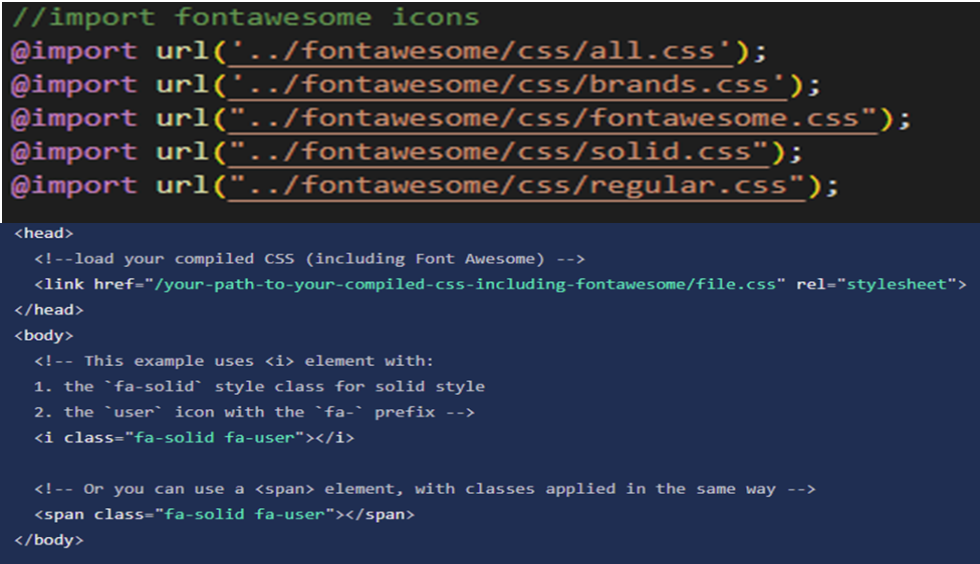 //import fontawesome icons
@import url('../fontawesome/css/all.css');
@import url('../fontawesome/css/brands.css');
@import url("../fontawesome/css/fontawesome.css");
@import url("../fontawesome/css/solid.css");
@import url("../fontawesome/css/regular.css");
<head>
  <!--load your compiled CSS (including Font Awesome) -->
  <link href="/your-path-to-your-compiled-css-including-fontawesome/file.css" rel="stylesheet">
</head>
<body>
  <!-- This example uses <i> element with:
  1. the `fa-solid` style class for solid style
  2. the `user` icon with the `fa-` prefix -->
  <i class="fa-solid fa-user"></i>
  <!-- Or you can use a <span> element, with classes applied in the same way -->
  <span class="fa-solid fa-user"></span>
</body>